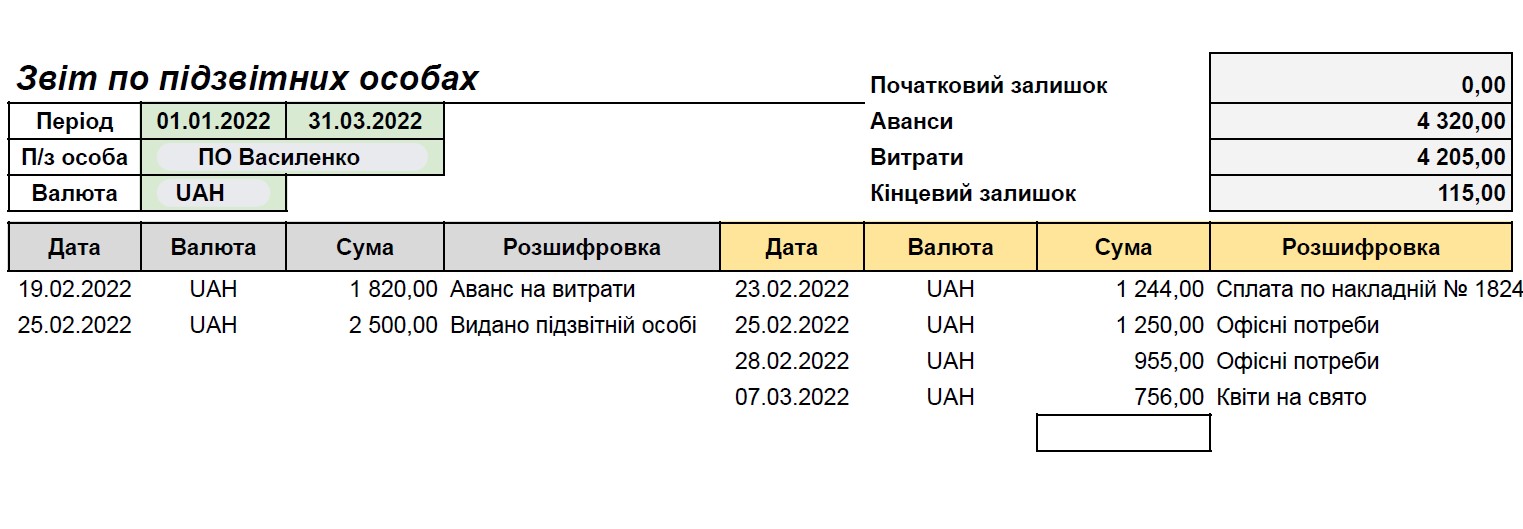 Звіт по підзвітних особах
Початковий залишок 0,00
Період 01.01.2022 31.03.2022 Аванси 4 320,00
П/з особа ПО Василенко Витрати 4 205,00
Валюта UAH Кінцевий залишок 115,00
Дата Валюта Сума Розшифровка Дата Валюта Сума Розшифровка
19.02.2022 UAH 1 820,00 Аванс на витрати 23.02.2022 UAH 1 244,00 Сплата по накладній № 1824
25.02.2022 UAH 2 500,00 Видано підзвітній особі 25.02.2022 UAH 1 250,00 Офісні потреби
28.02.2022 UAH 955,00 Офісні потреби
07.03.2022 UAH 756,00 Квіти на свято